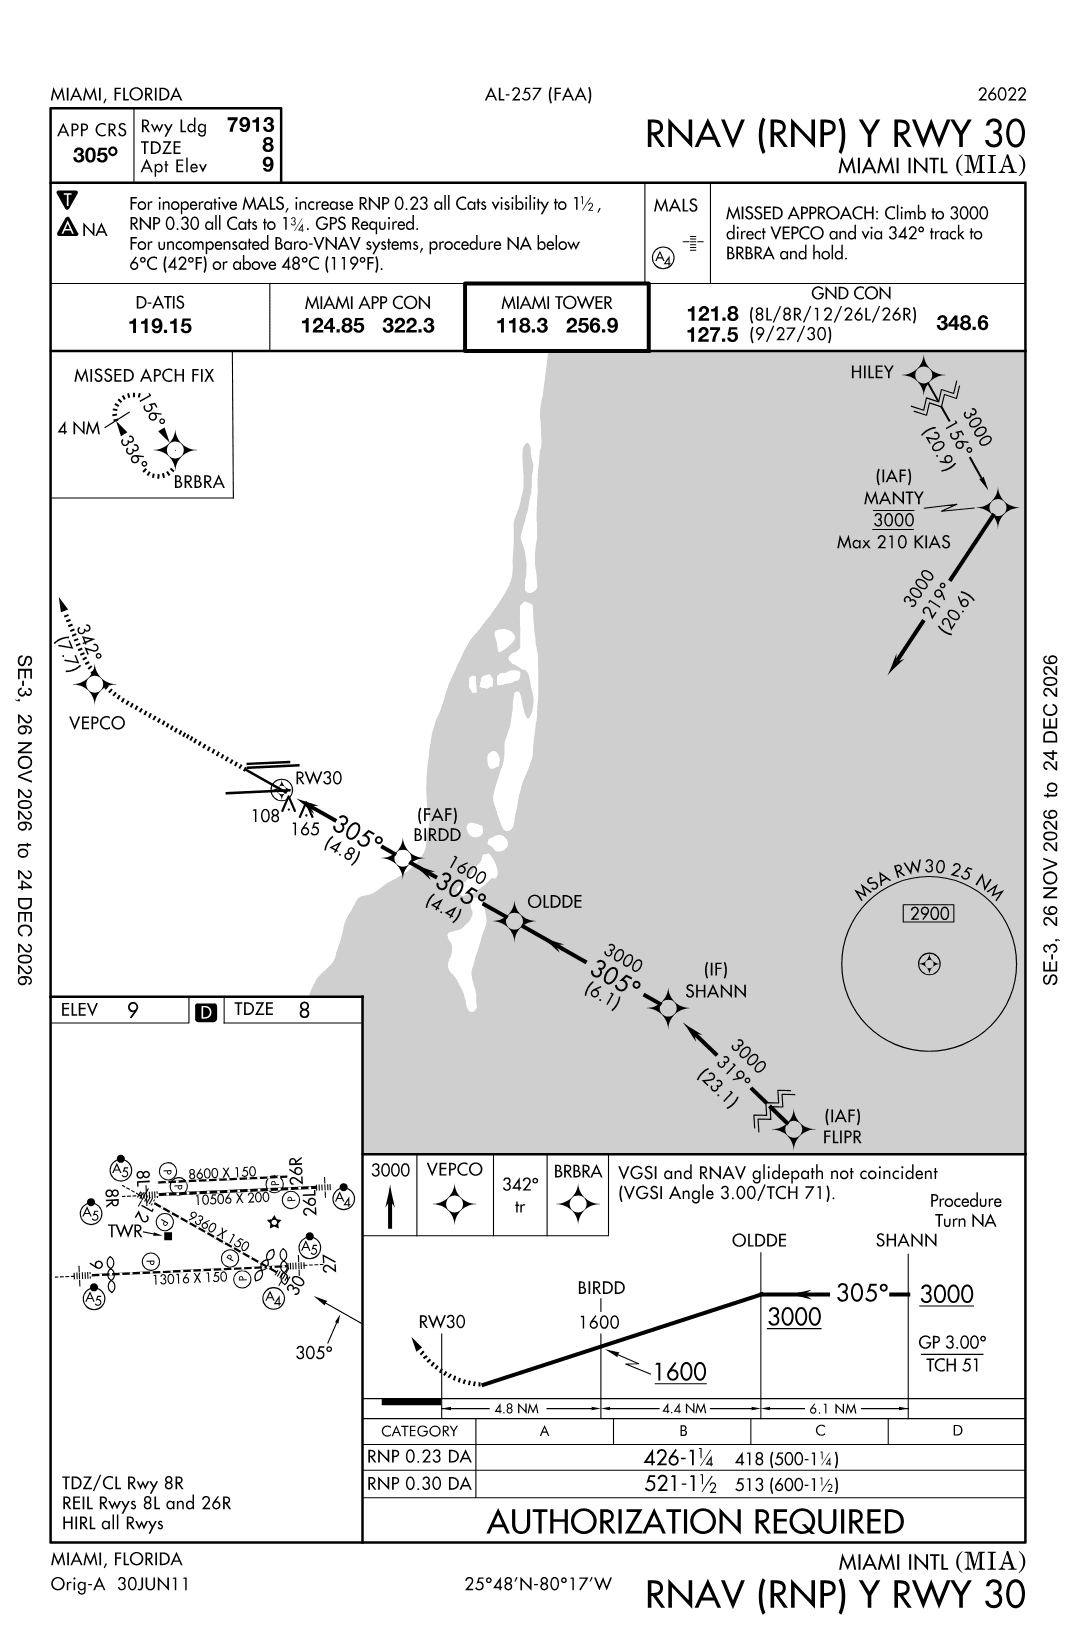 MIAMI, FLORIDA
AL-257 (FAA)
26022
RNAV (RNP) Y RWY 30
MIAMI INTL (MIA)
APP CRS
305°
Rwy Ldg 7913
TDZE 8
Apt Elev 9
T
A NA
For inoperative MALS, increase RNP 0.23 all Cats visibility to 1½,
RNP 0.30 all Cats to 1¾. GPS Required.
For uncompensated Baro-VNAV systems, procedure NA below
6°C (42°F) or above 48°C (119°F).
MALS
A4
MISSED APPROACH: Climb to 3000
direct VEPCO and via 342° track to
BRBRA and hold.
D-ATIS
119.15
MIAMI APP CON
124.85 322.3
MIAMI TOWER
118.3 256.9
GND CON
121.8 (8L/8R/12/26L/26R)
127.5 (9/27/30)
348.6
MISSED APCH FIX
4 NM
156°
336°
BRBRA
HILEY
3000
156°
(20.9)
(IAF)
MANTY
3000
Max 210 KIAS
3000
219°
(20.6)
342°
(7.7)
VEPCO
RW30
108
165
305°
(4.8)
(FAF)
BIRDD
1600
305°
(4.4)
OLDDE
3000
305°
(6.1)
(IF)
SHANN
3000
319°
(23.1)
(IAF)
FLIPR
MSA RW30 25 NM
2900
SE-3, 26 NOV 2026 to 24 DEC 2026
SE-3, 26 NOV 2026 to 24 DEC 2026
ELEV 9
D
TDZE 8
A5
8L
P
8600 X 150
26R
8R
A5
P
10506 X 200
P
P
26L
A4
12
P
9360 X 150
TWR
A5
9
P
P
27
13016 X 150
P
30
A5
A4
305°
TDZ/CL Rwy 8R
REIL Rwys 8L and 26R
HIRL all Rwys
3000
VEPCO
342°
tr
BRBRA
VGSI and RNAV glidepath not coincident
(VGSI Angle 3.00/TCH 71).
Procedure
Turn NA
OLDDE
SHANN
BIRDD
RW30
1600
305°
3000
3000
1600
GP 3.00°
TCH 51
4.8 NM
4.4 NM
6.1 NM
CATEGORY A B C D
RNP 0.23 DA 426-1¼ 418 (500-1¼)
RNP 0.30 DA 521-1½ 513 (600-1½)
AUTHORIZATION REQUIRED
MIAMI, FLORIDA
Orig-A 30JUN11
25°48'N-80°17'W
MIAMI INTL (MIA)
RNAV (RNP) Y RWY 30